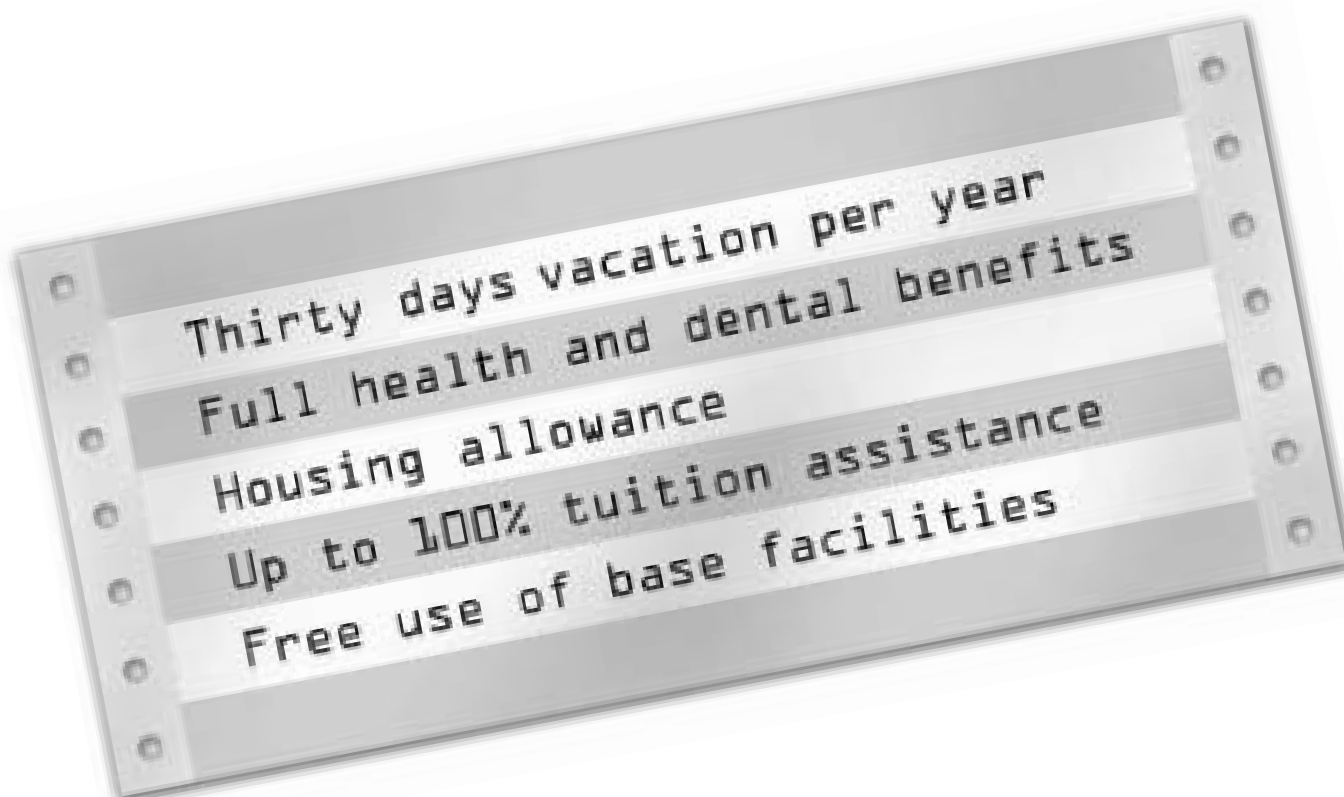 Thirty days vacation per year
Full health and dental benefits
Housing allowance
Up to 100% tuition assistance
Free use of base facilities